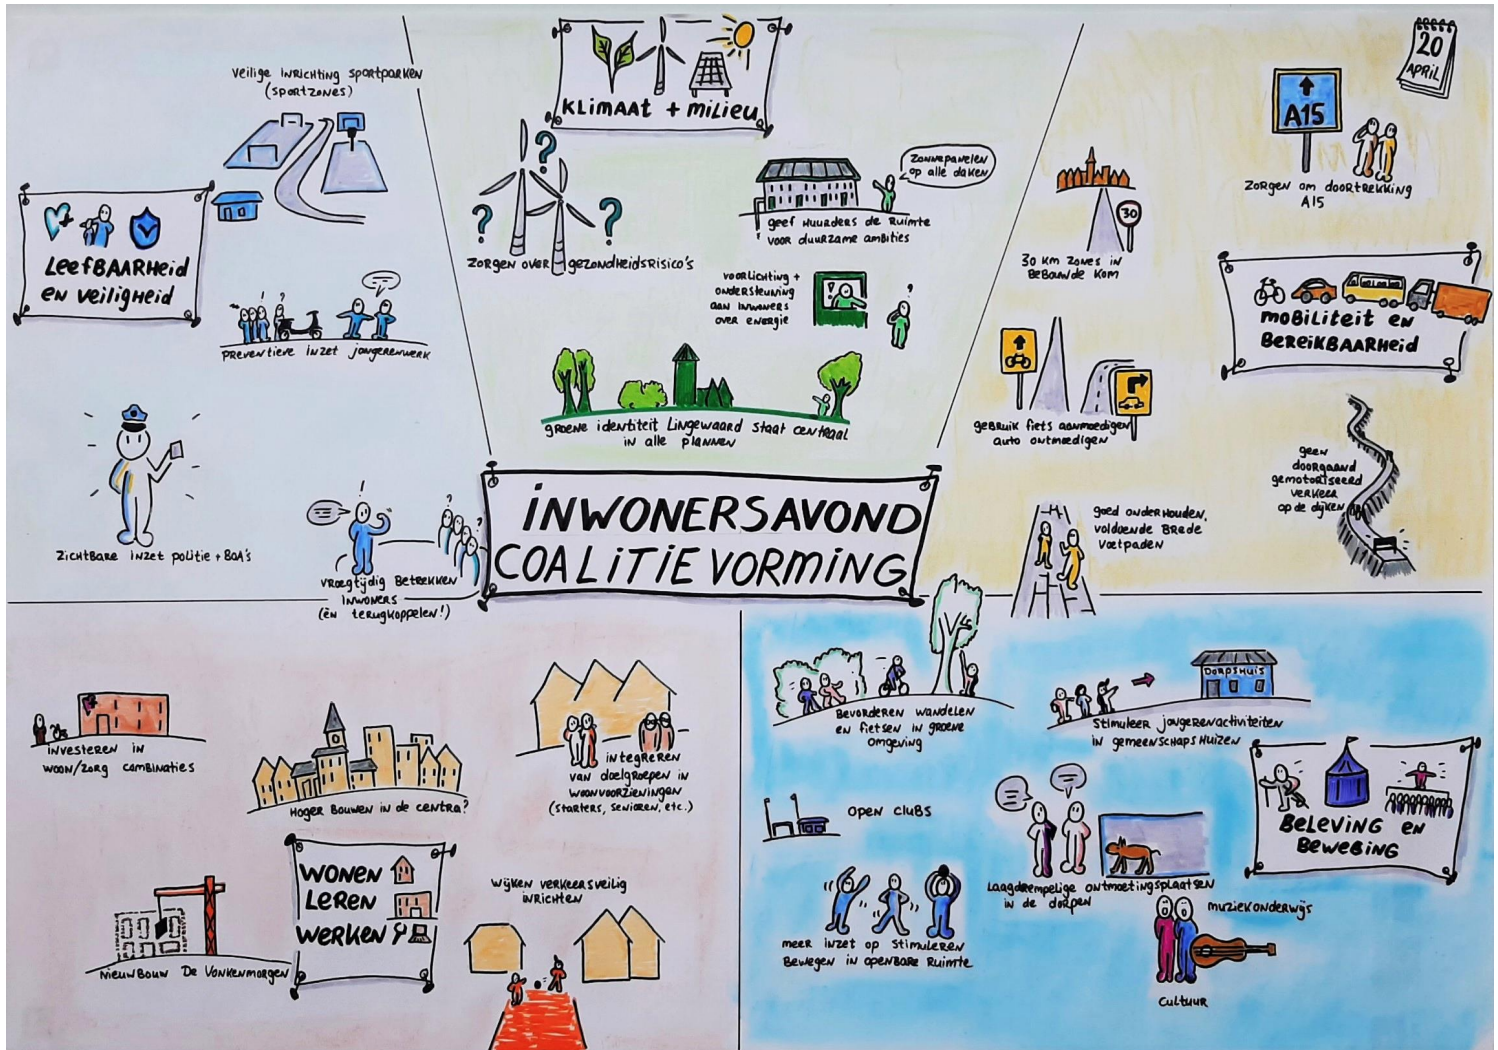 INWONERSAVOND
COALITIEVORMING
20
APRIL
LEEFBAARHEID
EN VEILIGHEID
VEILIGE INRICHTING SPORTPARKEN
(SPORTZONES)
PREVENTIEVE INZET JONGERENWERK
ZICHTBARE INZET POLITIE + BOA'S
VROEGTIJDIG BETREKKEN
INWONERS
(ÈN TERUGKOPPELEN!)
KLIMAAT + MILIEU
ZORGEN OVER GEZONDHEIDSRISICO'S
ZONNEPANELEN
OP ALLE DAKEN
GEEF HUURDERS DE RUIMTE
VOOR DUURZAME AMBITIES
VOORLICHTING +
ONDERSTEUNING
AAN INWONERS
OVER ENERGIE
GROENE IDENTITEIT LINGEWAARD STAAT CENTRAAL
IN ALLE PLANNEN
MOBILITEIT EN
BEREIKBAARHEID
A15
ZORGEN OM DOORTREKKING
A15
30
30 KM ZONES IN
BEBOUWDE KOM
GEBRUIK FIETS AANMOEDIGEN
AUTO ONTMOEDIGEN
GEEN
DOORGAAND
GEMOTORISEERD
VERKEER
OP DE DIJKEN
GOED ONDERHOUDEN,
VOLDOENDE BREDE
VOETPADEN
WONEN
LEREN
WERKEN
INVESTEREN IN
WOON/ZORG COMBINATIES
HOGER BOUWEN IN DE CENTRA?
INTEGREREN
VAN DOELGROEPEN IN
WOONVOORZIENINGEN
(STARTERS, SENIOREN, ETC.)
NIEUWBOUW DE VONKENMORGEN
WIJKEN VERKEERSVEILIG
INRICHTEN
BELEVING EN
BEWEGING
BEVORDEREN WANDELEN
EN FIETSEN IN GROENE
OMGEVING
DORPSHUIS
STIMULEER JONGERENACTIVITEITEN
IN GEMEENSCHAPSHUIZEN
OPEN CLUBS
LAAGDREMPELIGE ONTMOETINGSPLAATSEN
IN DE DORPEN
MEER INZET OP STIMULEREN
BEWEGEN IN OPENBARE RUIMTE
MUZIEKONDERWIJS
CULTUUR